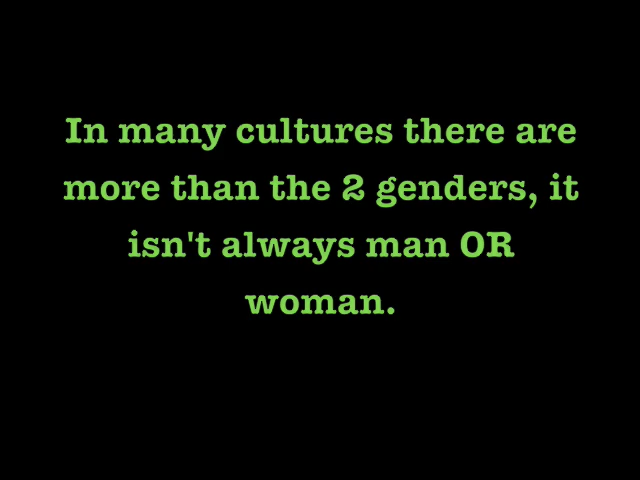 In many cultures there are
more than the 2 genders, it
isn't always man OR
woman.